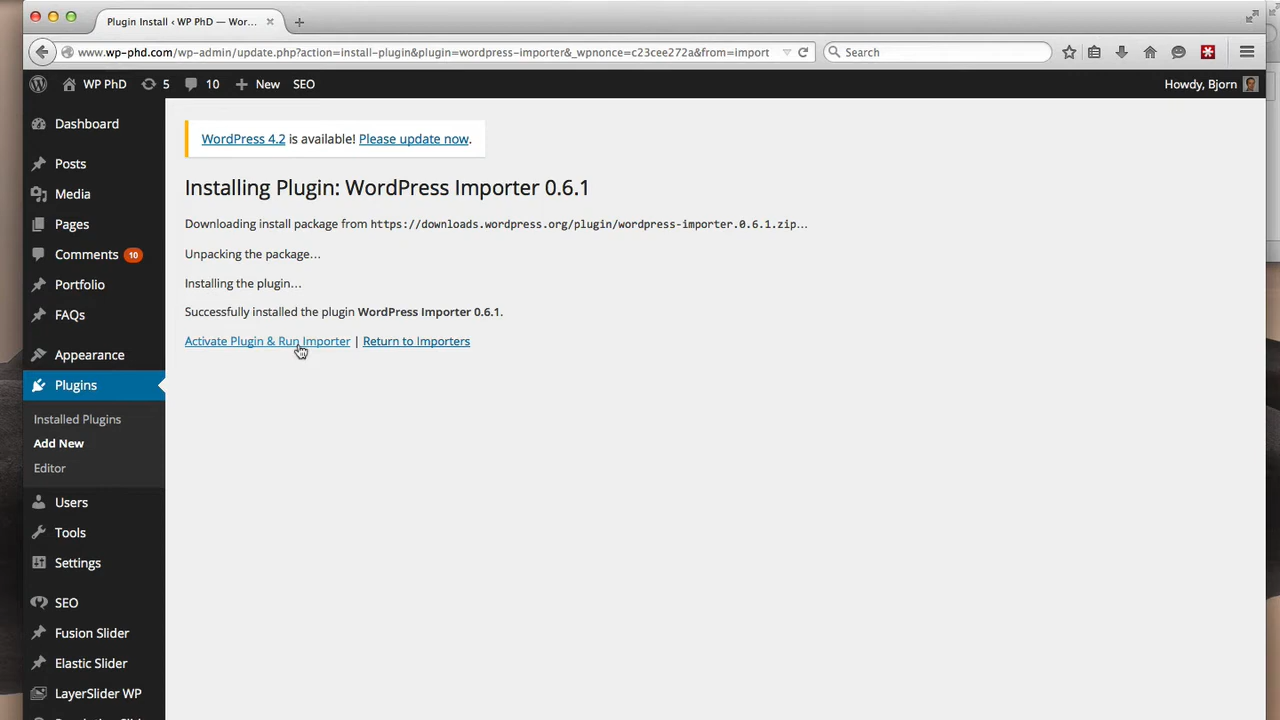 Plugin Install ‹ WP PhD — Wor...
www.wp-phd.com/wp-admin/update.php?action=install-plugin&plugin=wordpress-importer&_wpnonce=c23cee272a&from=import
Search
WP PhD 5 10 New SEO
Howdy, Bjorn
Dashboard
Posts
Media
Pages
Comments 10
Portfolio
FAQs
Appearance
Plugins
Installed Plugins
Add New
Editor
Users
Tools
Settings
SEO
Fusion Slider
Elastic Slider
LayerSlider WP
WordPress 4.2 is available! Please update now.
Installing Plugin: WordPress Importer 0.6.1
Downloading install package from https://downloads.wordpress.org/plugin/wordpress-importer.0.6.1.zip…
Unpacking the package…
Installing the plugin…
Successfully installed the plugin WordPress Importer 0.6.1.
Activate Plugin & Run Importer | Return to Importers